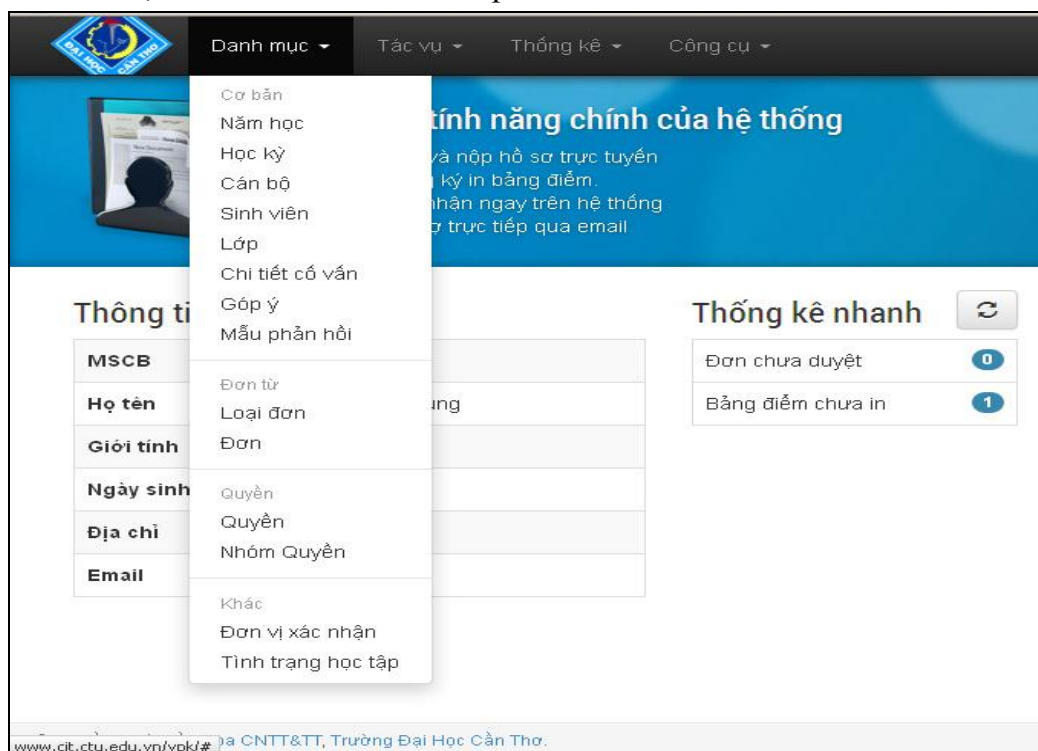 ĐẠI HỌC CẦN THƠ
Danh mục Tác vụ Thống kê Công cụ
tính năng chính của hệ thống
và nộp hồ sơ trực tuyến
ký in bảng điểm.
nhận ngay trên hệ thống
trực tiếp qua email
Cơ bản
Năm học
Học kỳ
Cán bộ
Sinh viên
Lớp
Chi tiết cố vấn
Góp ý
Mẫu phản hồi
Đơn từ
Loại đơn
Đơn
Quyền
Quyền
Nhóm Quyền
Khác
Đơn vị xác nhận
Tình trạng học tập
Thông ti
MSCB
Họ tên ung
Giới tính
Ngày sinh
Địa chỉ
Email
Thống kê nhanh
Đơn chưa duyệt 0
Bảng điểm chưa in 1
CNTT&TT, Trường Đại Học Cần Thơ.
www.cit.ctu.edu.vn/vpk/#